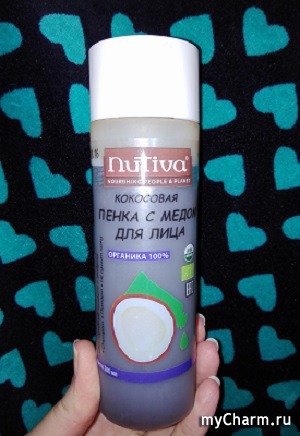 nutiva®
NOURISHING PEOPLE & PLANET
КОКОСОВАЯ
ПЕНКА С МЕДОМ
ДЛЯ ЛИЦА
ОРГАНИКА 100%
myCharm.ru